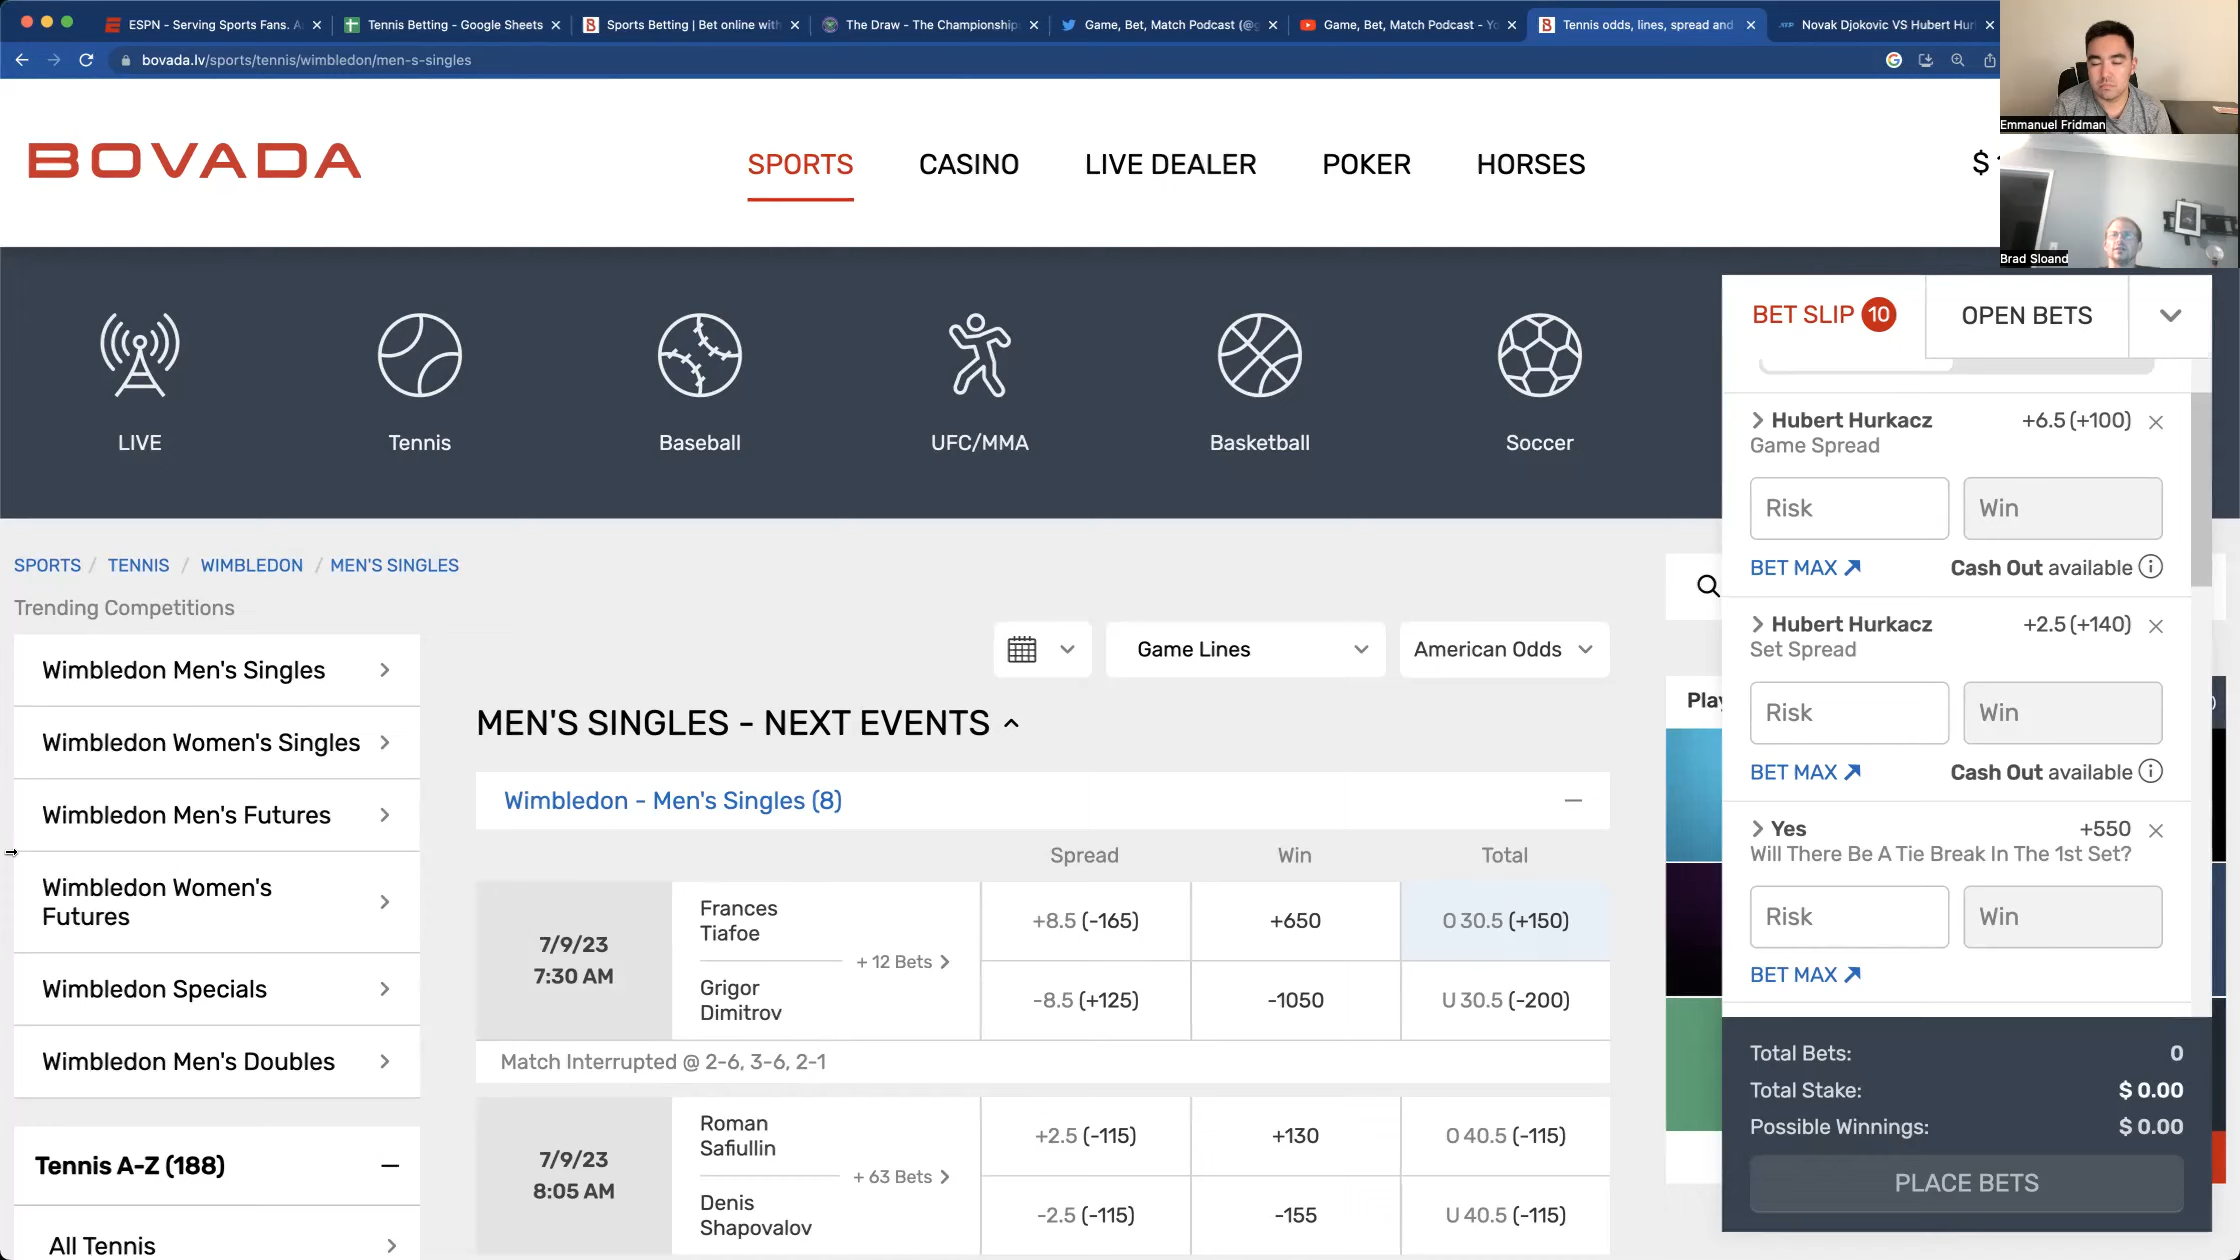 ESPN - Serving Sports Fans. A
Tennis Betting - Google Sheets
Sports Betting | Bet online with
The Draw - The Championship
Game, Bet, Match Podcast (@g
Game, Bet, Match Podcast - Yo
Tennis odds, lines, spread and
Novak Djokovic VS Hubert Hur
bovada.lv/sports/tennis/wimbledon/men-s-singles
Emmanuel Fridman
Brad Sloand
BOVADA
SPORTS
CASINO
LIVE DEALER
POKER
HORSES
$
LIVE
Tennis
Baseball
UFC/MMA
Basketball
Soccer
BET SLIP 10
OPEN BETS
Hubert Hurkacz +6.5 (+100)
Game Spread
Risk
Win
BET MAX
Cash Out available
Hubert Hurkacz +2.5 (+140)
Set Spread
Risk
Win
BET MAX
Cash Out available
Yes +550
Will There Be A Tie Break In The 1st Set?
Risk
Win
BET MAX
Total Bets: 0
Total Stake: $ 0.00
Possible Winnings: $ 0.00
PLACE BETS
SPORTS / TENNIS / WIMBLEDON / MEN'S SINGLES
Trending Competitions
Wimbledon Men's Singles
Wimbledon Women's Singles
Wimbledon Men's Futures
Wimbledon Women's
Futures
Wimbledon Specials
Wimbledon Men's Doubles
Tennis A-Z (188)
All Tennis
Game Lines
American Odds
MEN'S SINGLES - NEXT EVENTS
Wimbledon - Men's Singles (8)
Spread
Win
Total
7/9/23
7:30 AM
Frances
Tiafoe
+ 12 Bets
Grigor
Dimitrov
+8.5 (-165)
+650
O 30.5 (+150)
-8.5 (+125)
-1050
U 30.5 (-200)
Match Interrupted @ 2-6, 3-6, 2-1
7/9/23
8:05 AM
Roman
Safiullin
+ 63 Bets
Denis
Shapovalov
+2.5 (-115)
+130
O 40.5 (-115)
-2.5 (-115)
-155
U 40.5 (-115)
Play